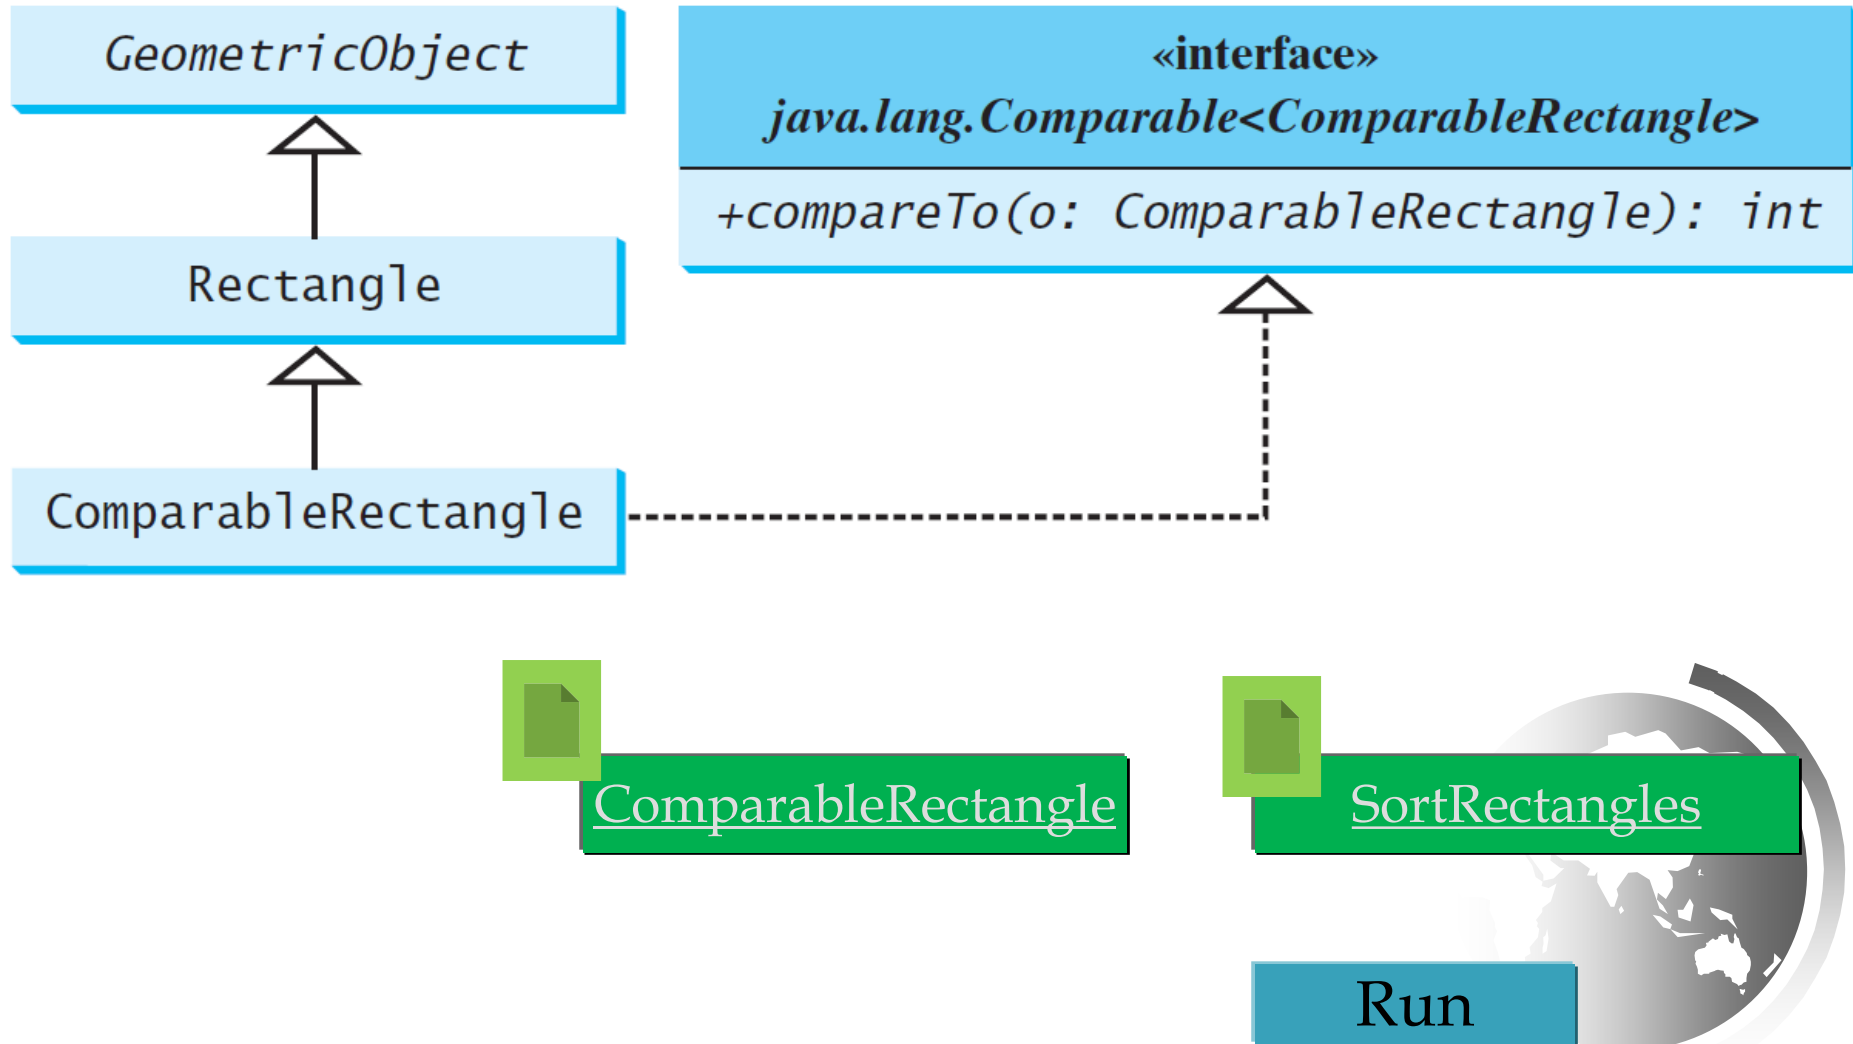 GeometricObject
«interface»
java.lang.Comparable<ComparableRectangle>
+compareTo(o: ComparableRectangle): int
Rectangle
ComparableRectangle
ComparableRectangle
SortRectangles
Run